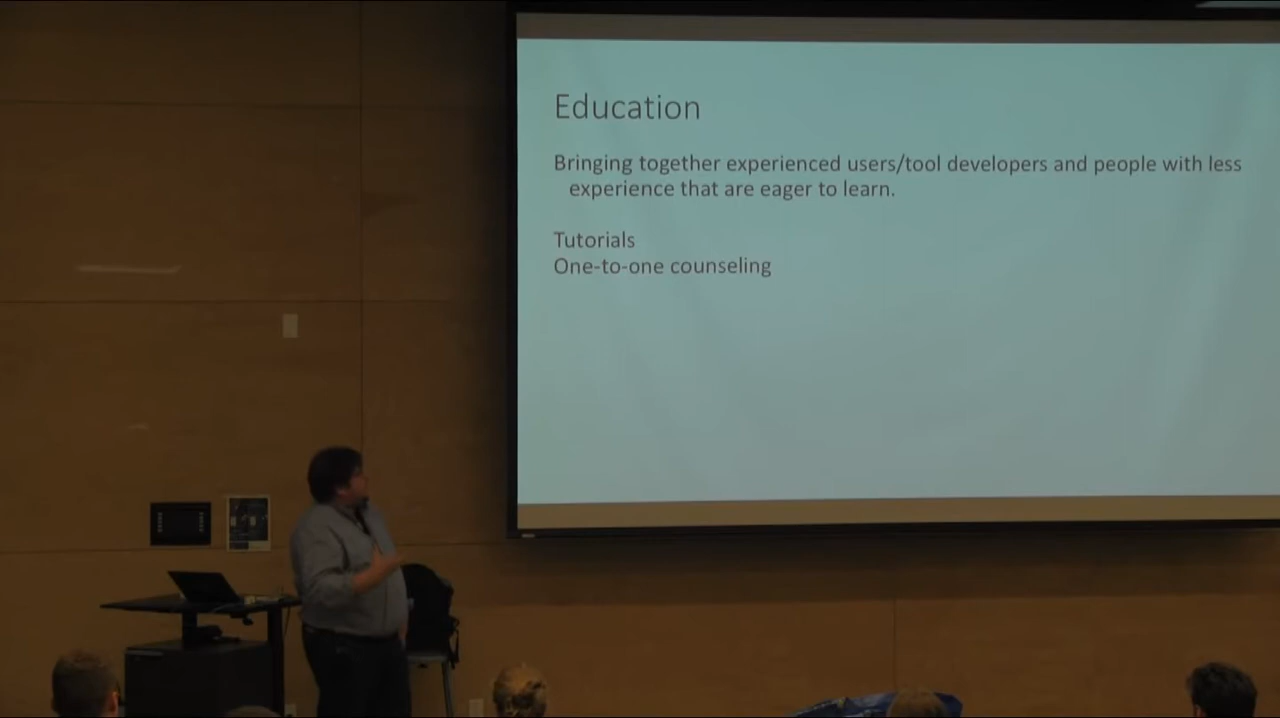 Education
Bringing together experienced users/tool developers and people with less
experience that are eager to learn.
Tutorials
One-to-one counseling